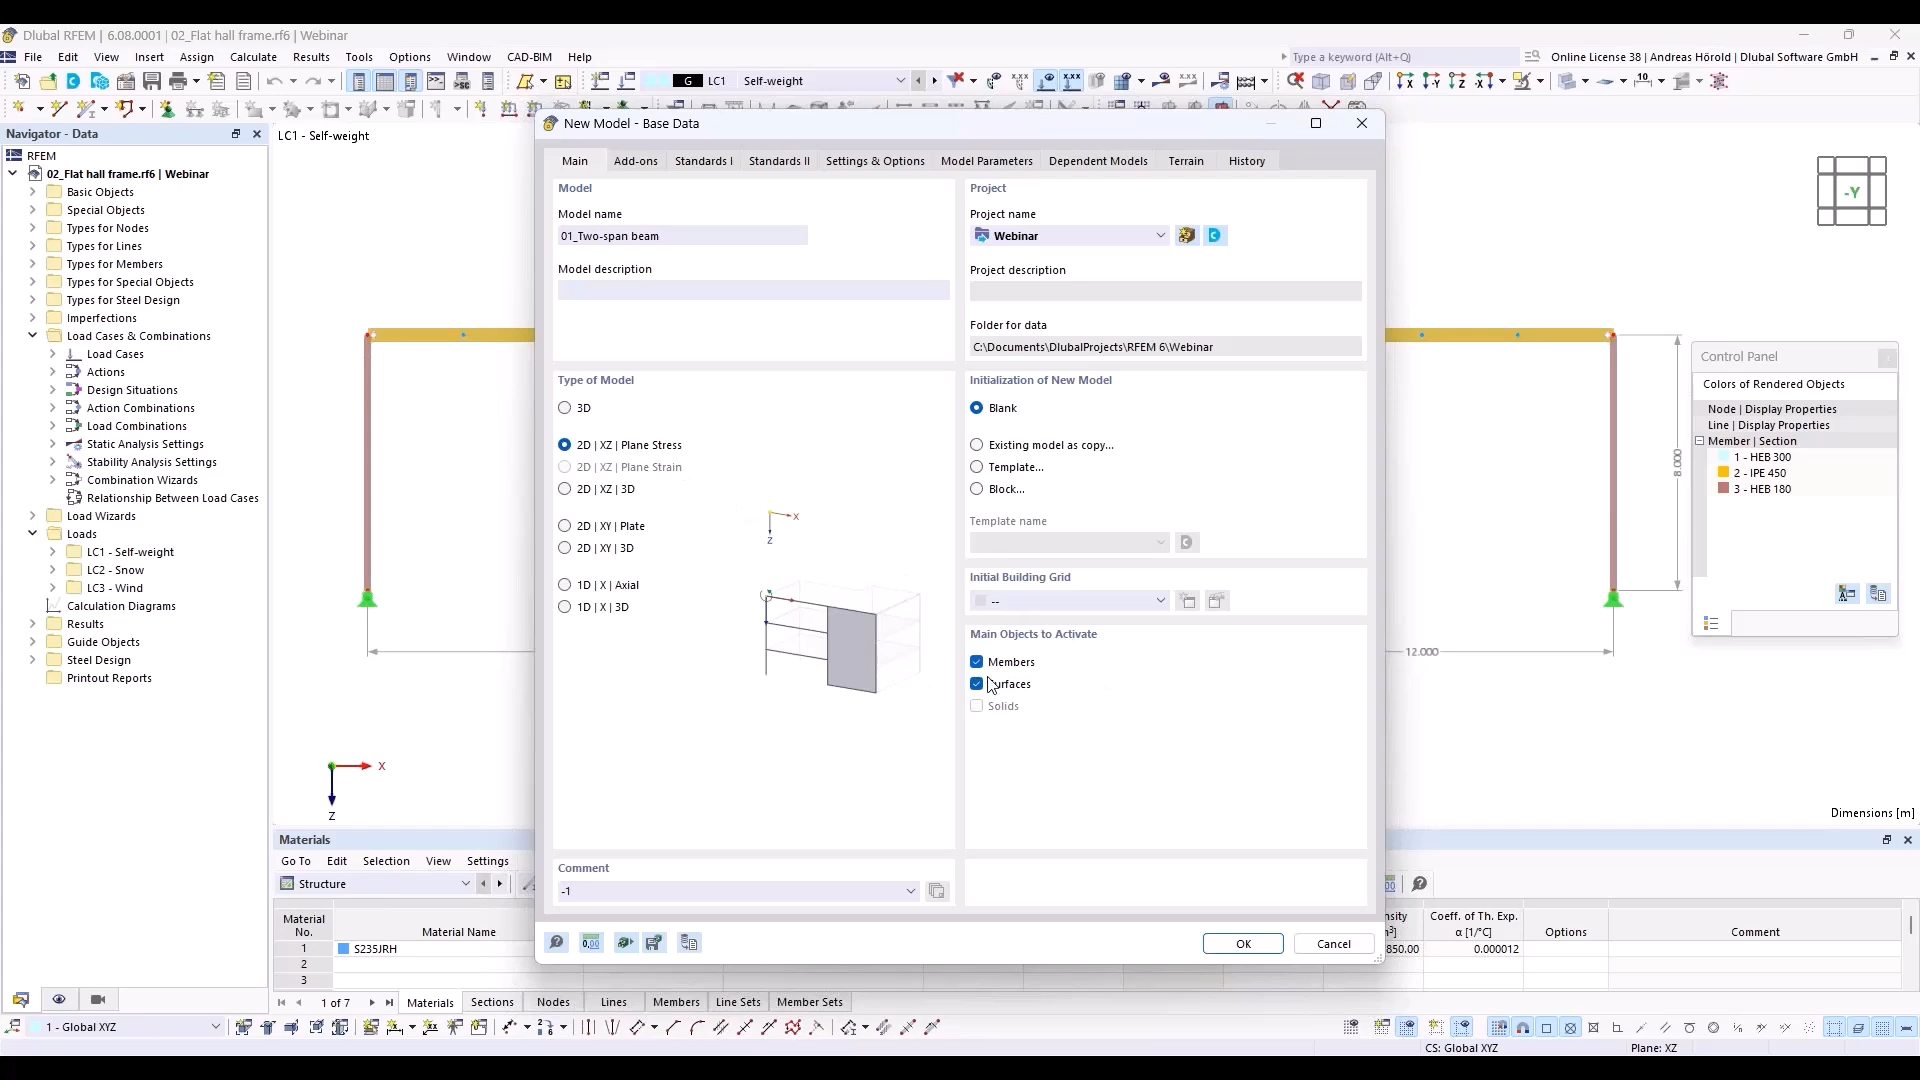 Dlubal RFEM | 6.08.0001 | 02_Flat hall frame.rf6 | Webinar
File Edit View Insert Assign Calculate Results Tools Options Window CAD-BIM Help
Type a keyword (Alt+Q)
Online License 38 | Andreas Hörold | Dlubal Software GmbH
G LC1 Self-weight
Navigator - Data
RFEM
02_Flat hall frame.rf6 | Webinar
Basic Objects
Special Objects
Types for Nodes
Types for Lines
Types for Members
Types for Special Objects
Types for Steel Design
Imperfections
Load Cases & Combinations
Load Cases
Actions
Design Situations
Action Combinations
Load Combinations
Static Analysis Settings
Stability Analysis Settings
Combination Wizards
Relationship Between Load Cases
Load Wizards
Loads
LC1 - Self-weight
LC2 - Snow
LC3 - Wind
Calculation Diagrams
Results
Guide Objects
Steel Design
Printout Reports
LC1 - Self-weight
X
Z
New Model - Base Data
Main Add-ons Standards I Standards II Settings & Options Model Parameters Dependent Models Terrain History
Model
Model name
01_Two-span beam
Model description
Type of Model
3D
2D | XZ | Plane Stress
2D | XZ | Plane Strain
2D | XZ | 3D
2D | XY | Plate
2D | XY | 3D
1D | X | Axial
1D | X | 3D
X
Z
Comment
-1
Project
Project name
Webinar
Project description
Folder for data
C:\Documents\DlubalProjects\RFEM 6\Webinar
Initialization of New Model
Blank
Existing model as copy...
Template...
Block...
Template name
Initial Building Grid
--
Main Objects to Activate
Members
Surfaces
Solids
OK Cancel
-Y
8.000
12.000
Control Panel
Colors of Rendered Objects
Node | Display Properties
Line | Display Properties
Member | Section
1 - HEB 300
2 - IPE 450
3 - HEB 180
Dimensions [m]
Materials
Go To Edit Selection View Settings
Structure
Material
No.
Material Name
Coeff. of Th. Exp.
α [1/°C]
Options
Comment
1 S235JRH 850.00 0.000012
2
3
1 of 7 Materials Sections Nodes Lines Members Line Sets Member Sets
1 - Global XYZ
CS: Global XYZ
Plane: XZ